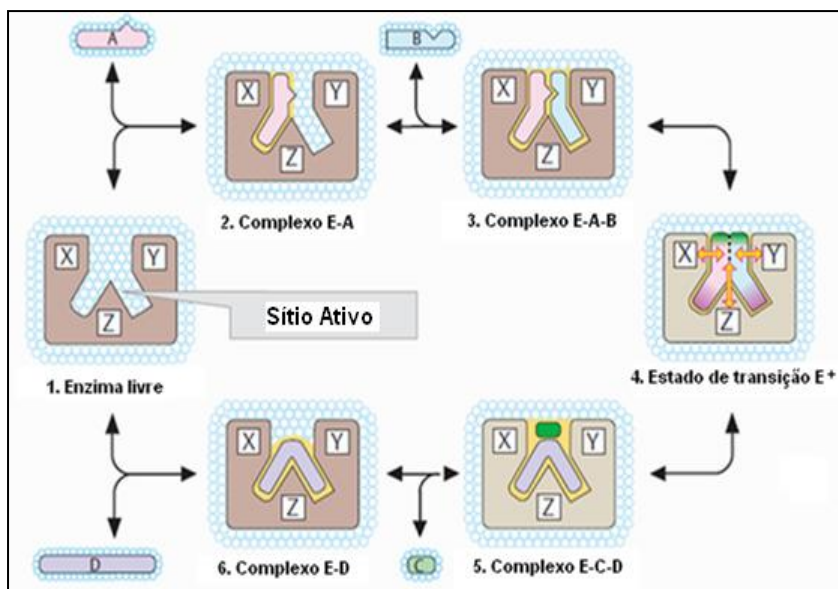 A
B
X
Y
Z
2. Complexo E-A
X
Y
Z
3. Complexo E-A-B
X
Y
Z
Sítio Ativo
1. Enzima livre
X
Y
Z
4. Estado de transição E+
X
Y
Z
6. Complexo E-D
X
Y
Z
5. Complexo E-C-D
D
C